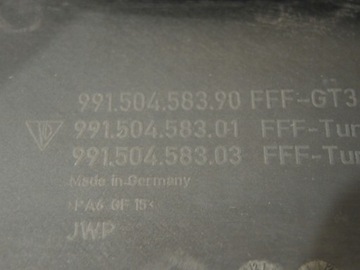 991.504.583.90 FFF-GT3
991.504.583.01 FFF-Tur
991.504.583.03 FFF-Tur
Made in Germany
>PA6 GF 15<
JWP